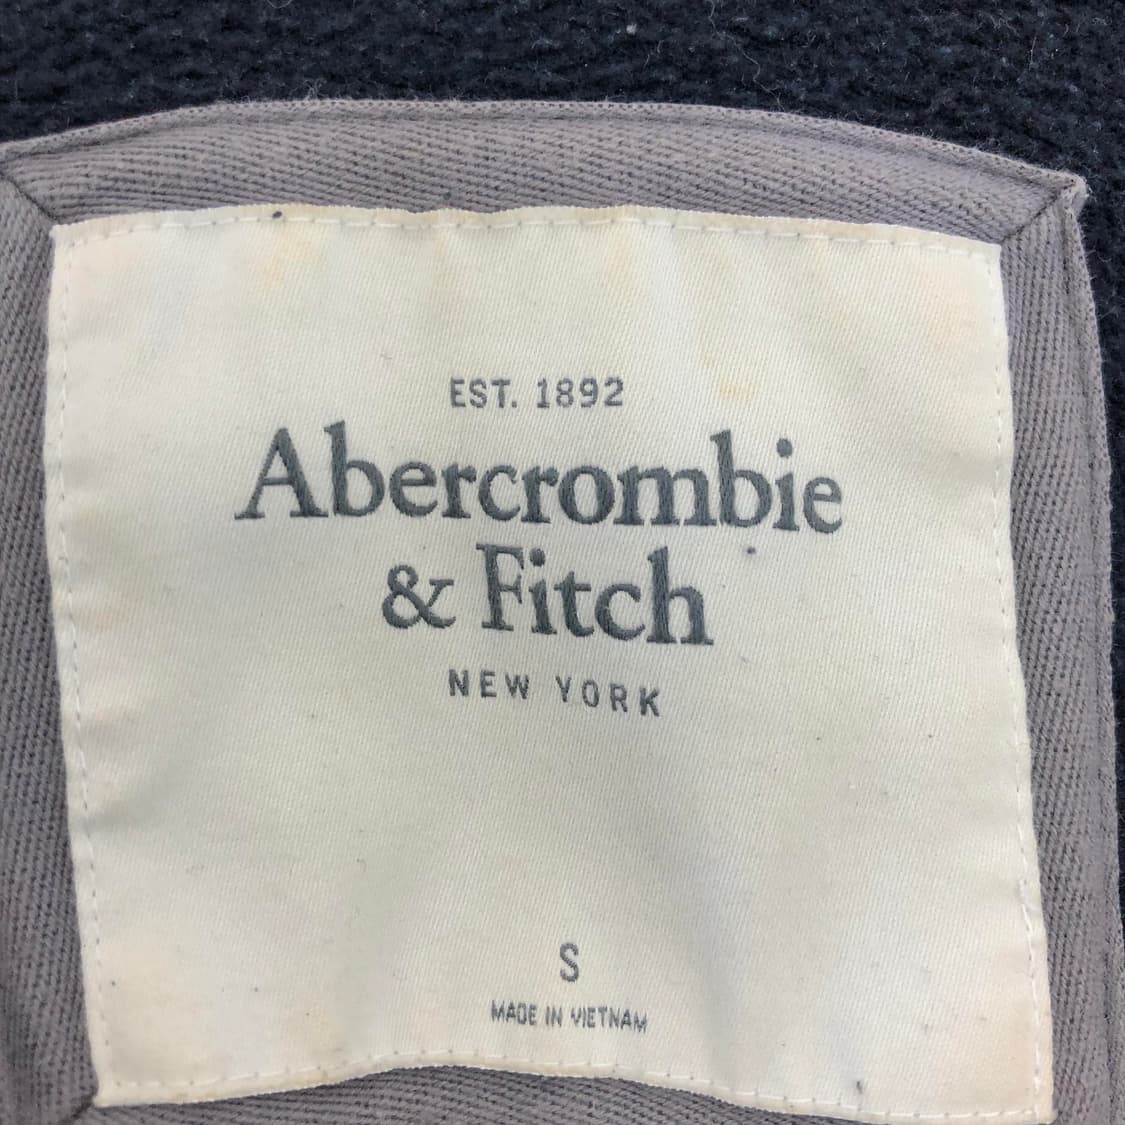 EST. 1892
Abercrombie
& Fitch
NEW YORK
S
MADE IN VIETNAM